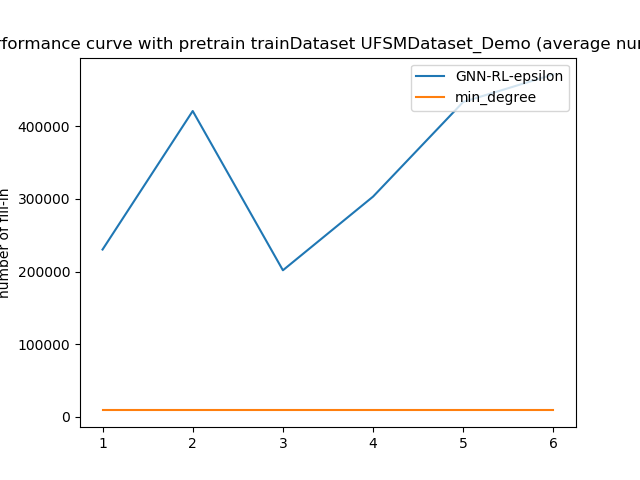 rformance curve with pretrain trainDataset UFSMDataset_Demo (average nu
GNN-RL-epsilon
min_degree
number of fill-in
400000
300000
200000
100000
0
1 2 3 4 5 6